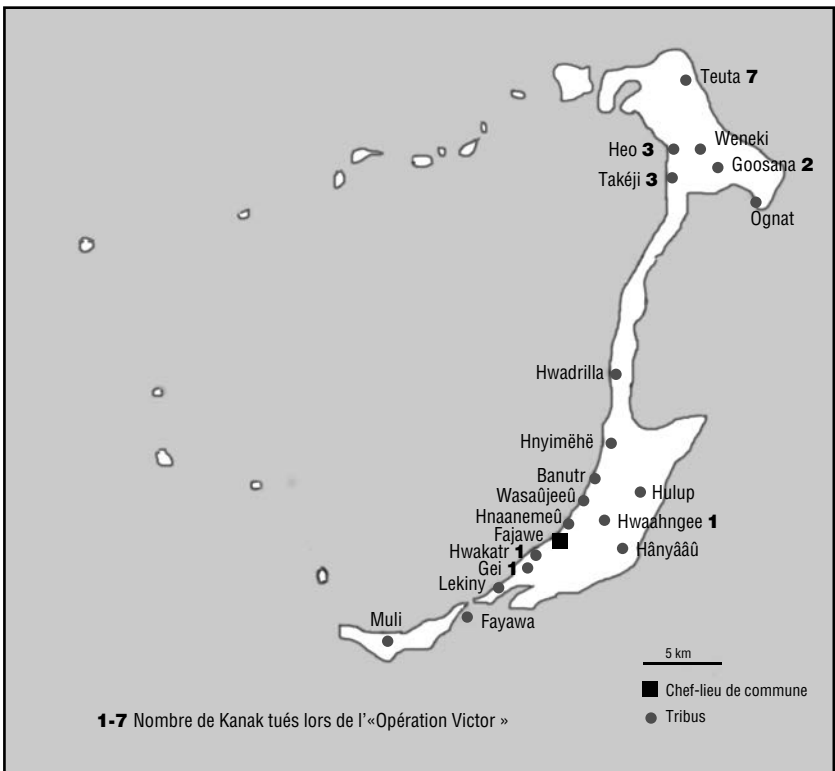 Teuta 7
Weneki
Heo 3
Goosana 2
Takéji 3
Ognat
Hwadrilla
Hnyimëhë
Banutr
Hulup
Wasaûjeeû
Hnaanemeû
Hwaahngee 1
Fajawe
Hwakatr 1
Hânyââû
Gei 1
Lekiny
Muli
Fayawa
5 km
Chef-lieu de commune
1-7 Nombre de Kanak tués lors de l'«Opération Victor »
Tribus